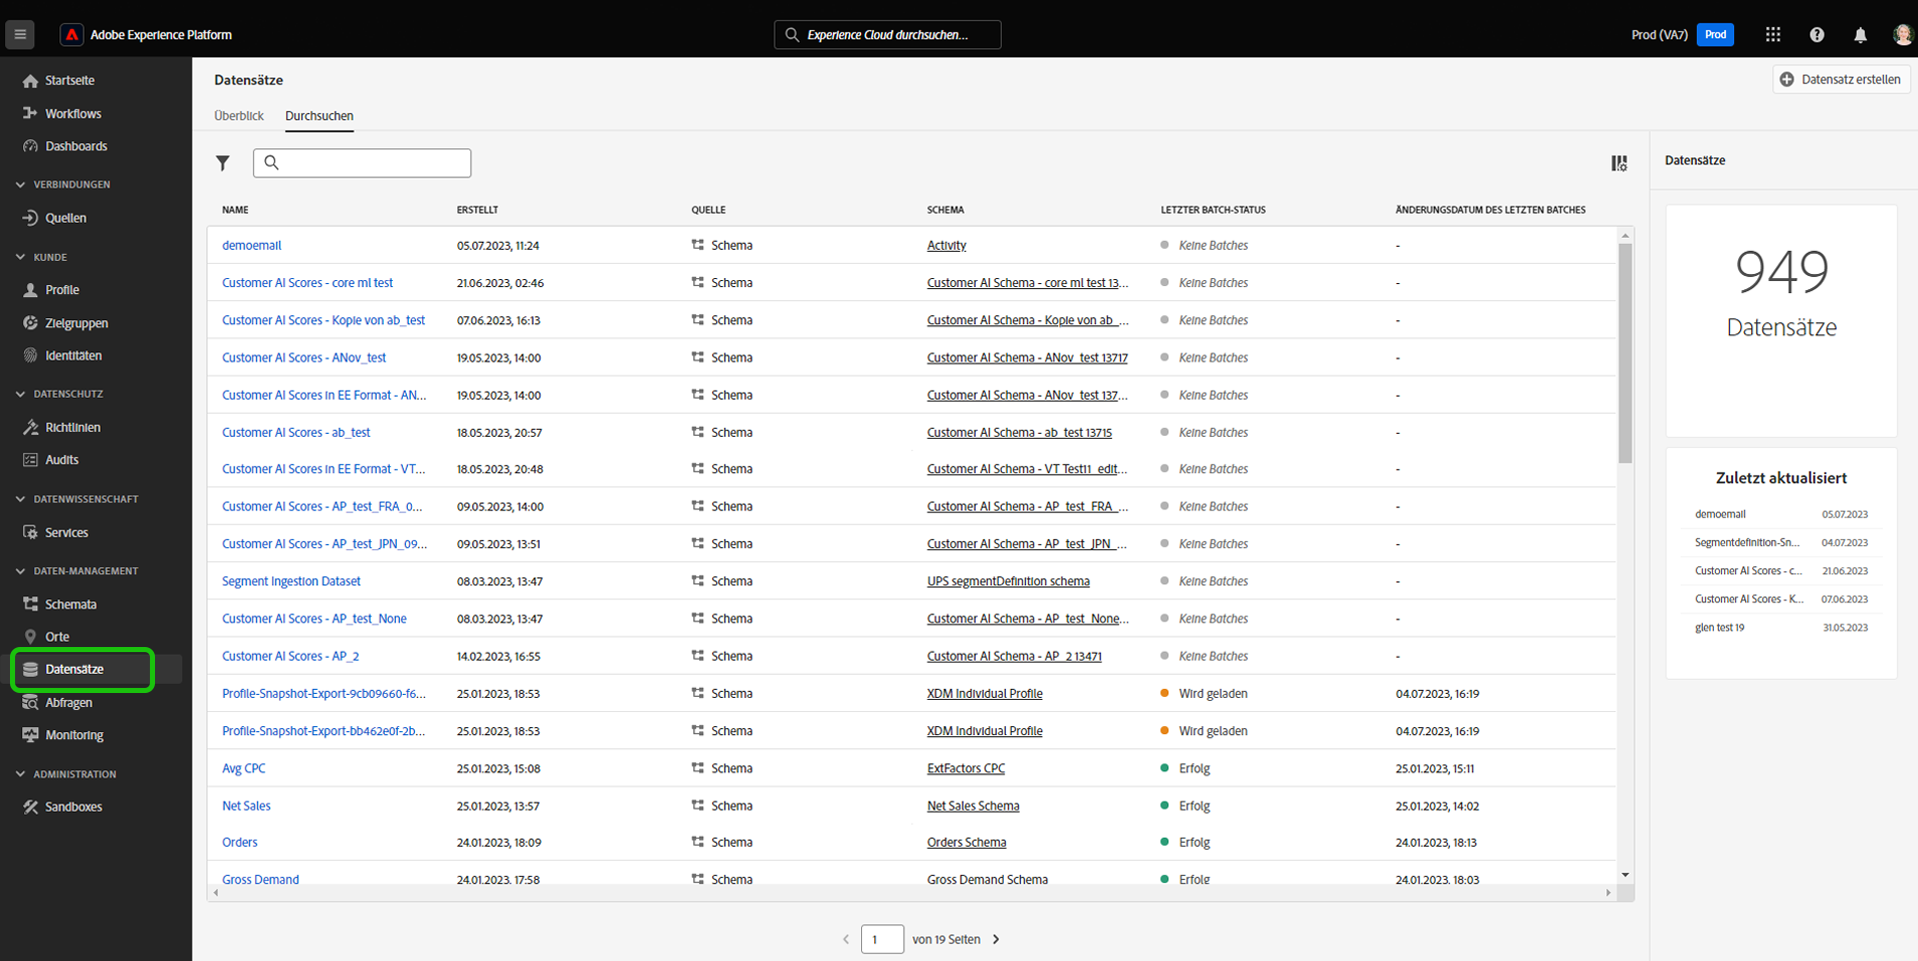 Adobe Experience Platform
Experience Cloud durchsuchen...
Prod (VA7) Prod
Startseite
Workflows
Dashboards
VERBINDUNGEN
Quellen
KUNDE
Profile
Zielgruppen
Identitäten
DATENSCHUTZ
Richtlinien
Audits
DATENWISSENSCHAFT
Services
DATEN-MANAGEMENT
Schemata
Orte
Datensätze
Abfragen
Monitoring
ADMINISTRATION
Sandboxes
Datensätze
Datensatz erstellen
Überblick Durchsuchen
NAME ERSTELLT QUELLE SCHEMA LETZTER BATCH-STATUS ÄNDERUNGSDATUM DES LETZTEN BATCHES
demoemail 05.07.2023, 11:24 Schema Activity Keine Batches -
Customer AI Scores - core ml test 21.06.2023, 02:46 Schema Customer AI Schema - core ml test 13... Keine Batches -
Customer AI Scores - Kopie von ab_test 07.06.2023, 16:13 Schema Customer AI Schema - Kopie von ab_... Keine Batches -
Customer AI Scores - ANov_test 19.05.2023, 14:00 Schema Customer AI Schema - ANov_test 13717 Keine Batches -
Customer AI Scores in EE Format - AN... 19.05.2023, 14:00 Schema Customer AI Schema - ANov_test 137... Keine Batches -
Customer AI Scores - ab_test 18.05.2023, 20:57 Schema Customer AI Schema - ab_test 13715 Keine Batches -
Customer AI Scores in EE Format - VT... 18.05.2023, 20:48 Schema Customer AI Schema - VT Test11_edit... Keine Batches -
Customer AI Scores - AP_test_FRA_0... 09.05.2023, 14:00 Schema Customer AI Schema - AP_test_FRA_... Keine Batches -
Customer AI Scores - AP_test_JPN_09... 09.05.2023, 13:51 Schema Customer AI Schema - AP_test_JPN_... Keine Batches -
Segment Ingestion Dataset 08.03.2023, 13:47 Schema UPS segmentDefinition schema Keine Batches -
Customer AI Scores - AP_test_None 08.03.2023, 13:47 Schema Customer AI Schema - AP_test_None... Keine Batches -
Customer AI Scores - AP_2 14.02.2023, 16:55 Schema Customer AI Schema - AP_2 13471 Keine Batches -
Profile-Snapshot-Export-9cb09660-f6... 25.01.2023, 18:53 Schema XDM Individual Profile Wird geladen 04.07.2023, 16:19
Profile-Snapshot-Export-bb462e0f-2b... 25.01.2023, 18:53 Schema XDM Individual Profile Wird geladen 04.07.2023, 16:19
Avg CPC 25.01.2023, 15:08 Schema ExtFactors CPC Erfolg 25.01.2023, 15:11
Net Sales 25.01.2023, 13:57 Schema Net Sales Schema Erfolg 25.01.2023, 14:02
Orders 24.01.2023, 18:09 Schema Orders Schema Erfolg 24.01.2023, 18:13
Gross Demand 24.01.2023, 17:58 Schema Gross Demand Schema Erfolg 24.01.2023, 18:03
1 von 19 Seiten
Datensätze
949
Datensätze
Zuletzt aktualisiert
demoemail 05.07.2023
Segmentdefinition-Sn... 04.07.2023
Customer AI Scores - c... 21.06.2023
Customer AI Scores - K... 07.06.2023
glen test 19 31.05.2023